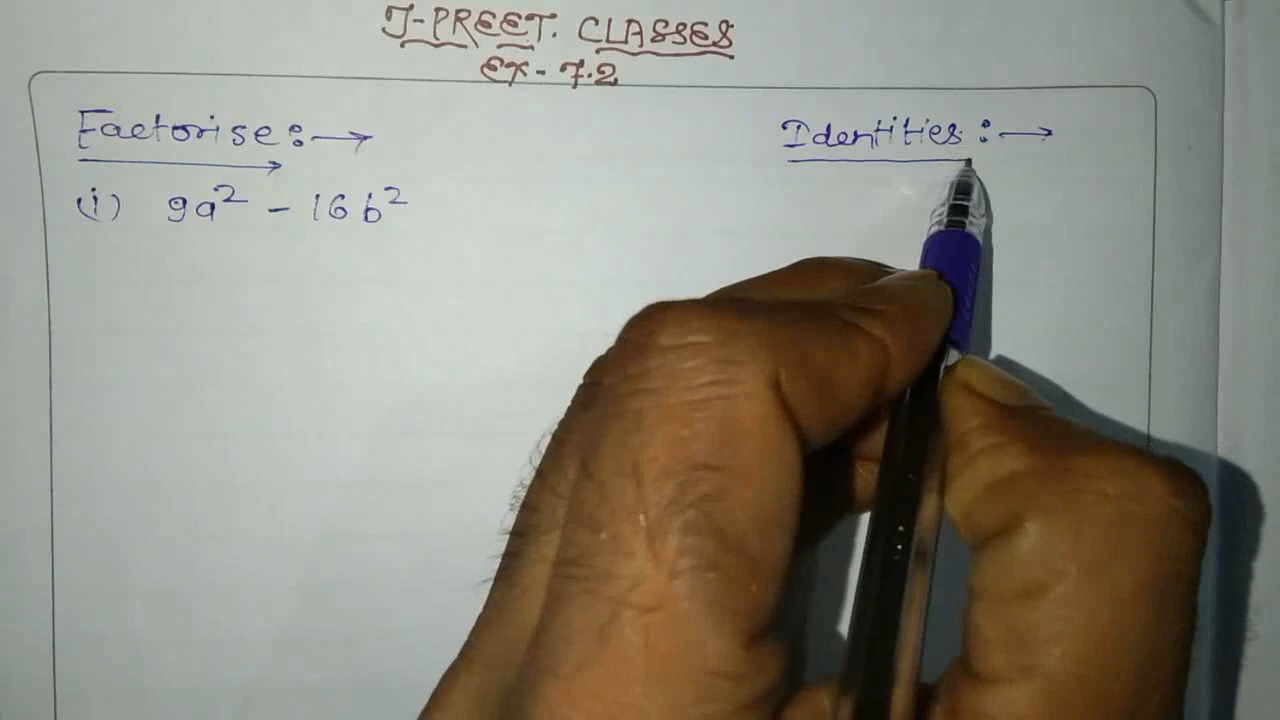 J-PREET. CLASSES
EX - 7.2
Factorise :→
Identities :→
(i) 9a² - 16b²